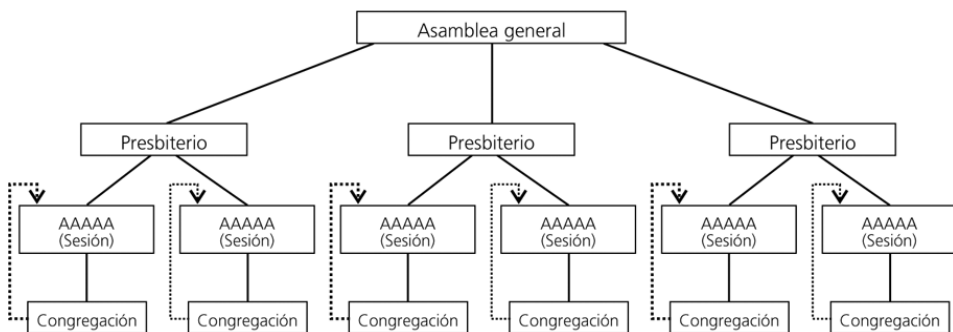 Asamblea general
Presbiterio
Presbiterio
Presbiterio
AAAAA
(Sesión)
AAAAA
(Sesión)
AAAAA
(Sesión)
AAAAA
(Sesión)
AAAAA
(Sesión)
AAAAA
(Sesión)
Congregación
Congregación
Congregación
Congregación
Congregación
Congregación